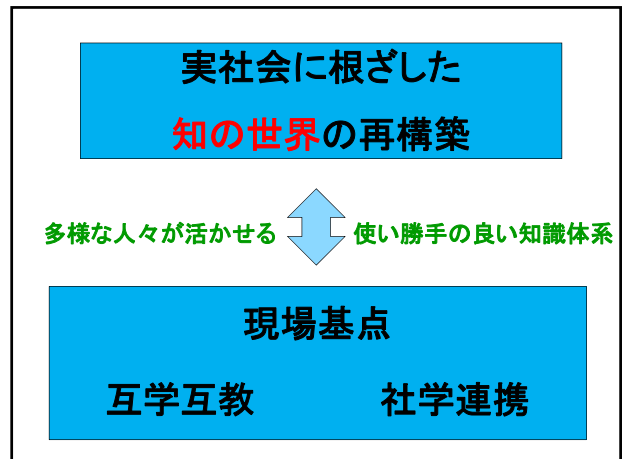 実社会に根ざした
知の世界の再構築
多様な人々が活かせる
使い勝手の良い知識体系
現場基点
互学互教 社学連携